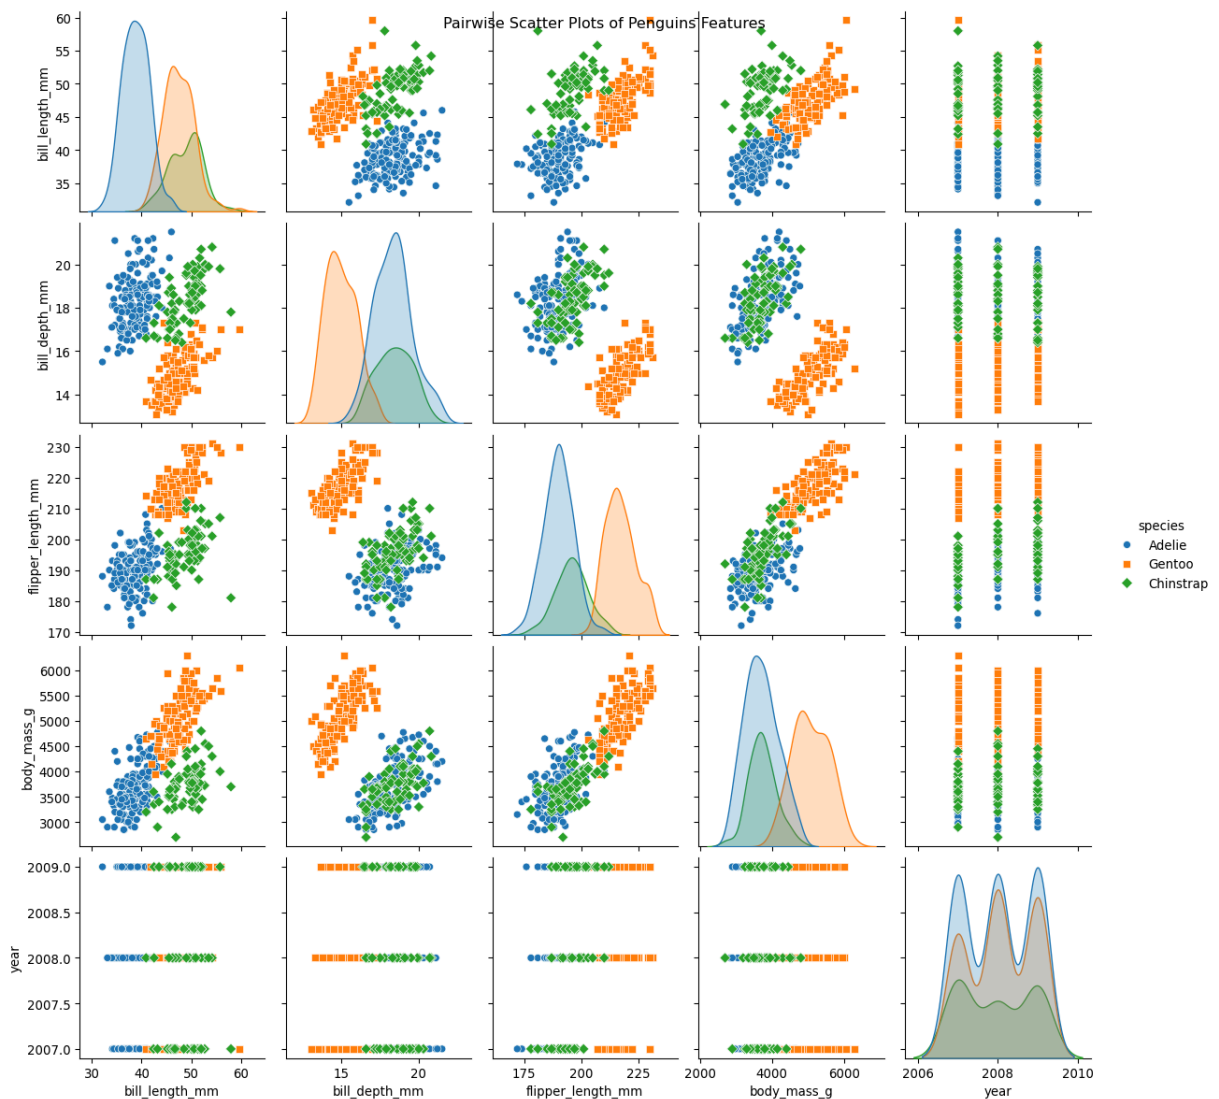 Pairwise Scatter Plots of Penguins Features
60
55
50
45
40
35
bill_length_mm
20
18
16
14
bill_depth_mm
230
220
210
200
190
180
170
flipper_length_mm
species
Adelie
Gentoo
Chinstrap
6000
5500
5000
4500
4000
3500
3000
body_mass_g
2009.0
2008.5
2008.0
2007.5
2007.0
year
30 40 50 60 15 20 175 200 225 2000 4000 6000 2006 2008 2010
bill_length_mm bill_depth_mm flipper_length_mm body_mass_g year